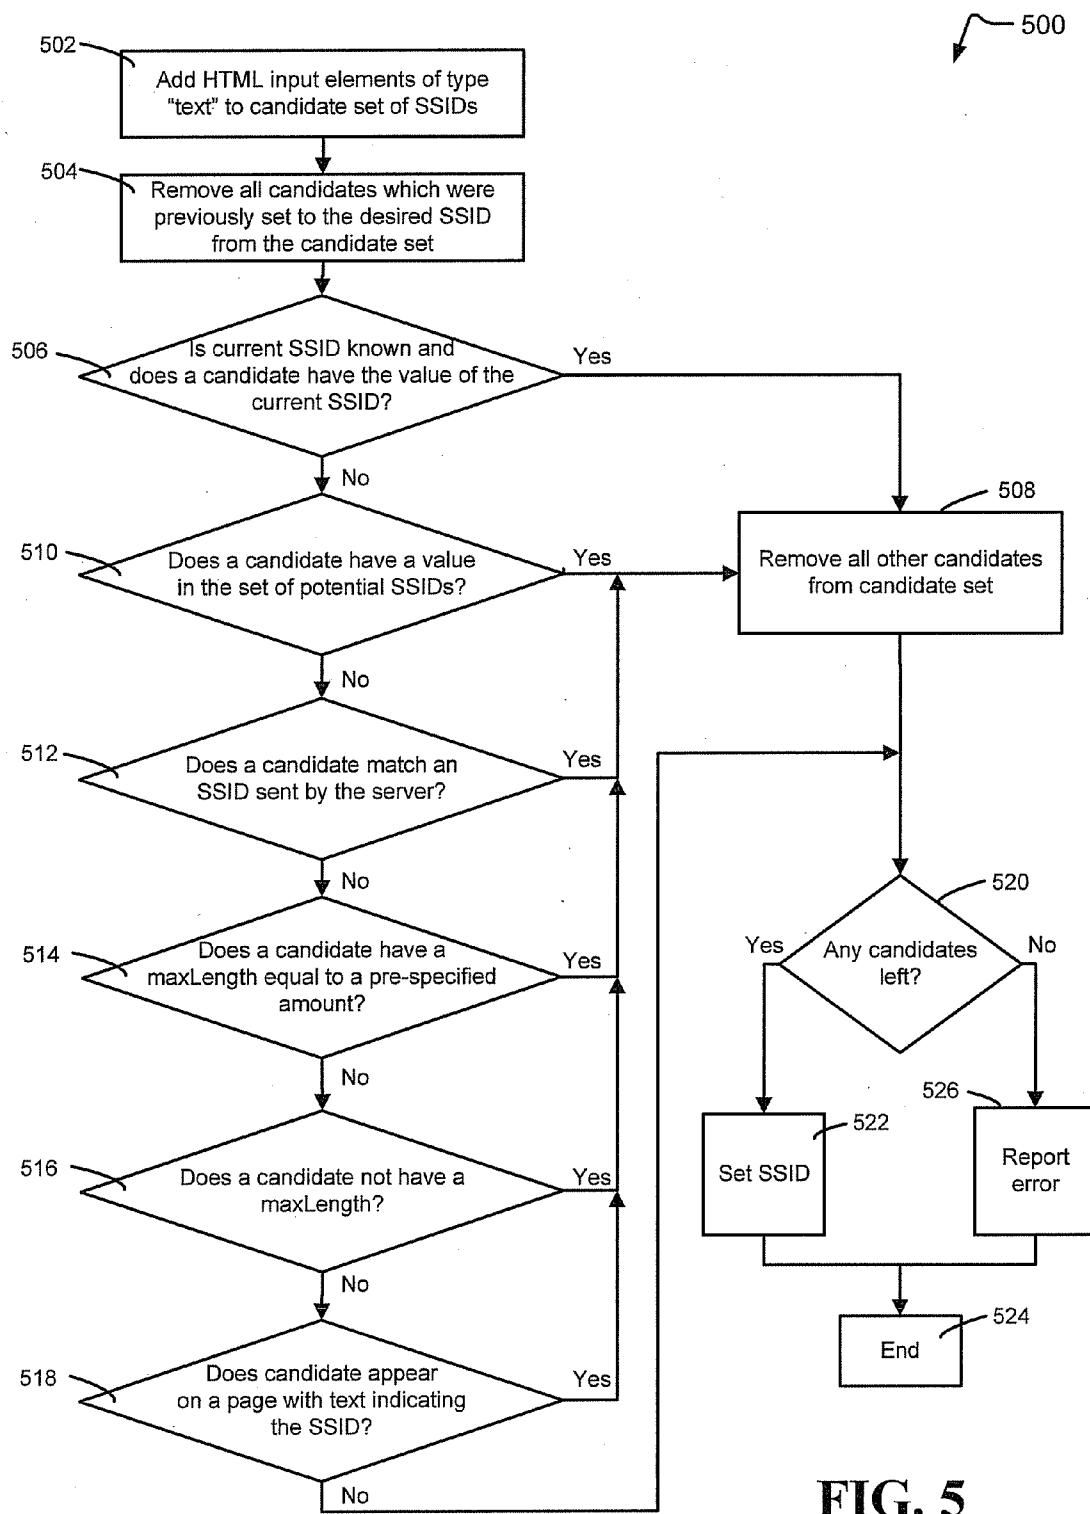 500
502
Add HTML input elements of type
“text” to candidate set of SSIDs
504
Remove all candidates which were
previously set to the desired SSID
from the candidate set
506
Is current SSID known and
does a candidate have the value of the
current SSID?
Yes
No
508
Remove all other candidates
from candidate set
510
Does a candidate have a value
in the set of potential SSIDs?
Yes
No
512
Does a candidate match an
SSID sent by the server?
Yes
No
514
Does a candidate have a
maxLength equal to a pre-specified
amount?
Yes
No
516
Does a candidate not have a
maxLength?
Yes
No
518
Does candidate appear
on a page with text indicating
the SSID?
Yes
No
520
Any candidates
left?
Yes
No
522
Set SSID
526
Report
error
524
End
FIG. 5